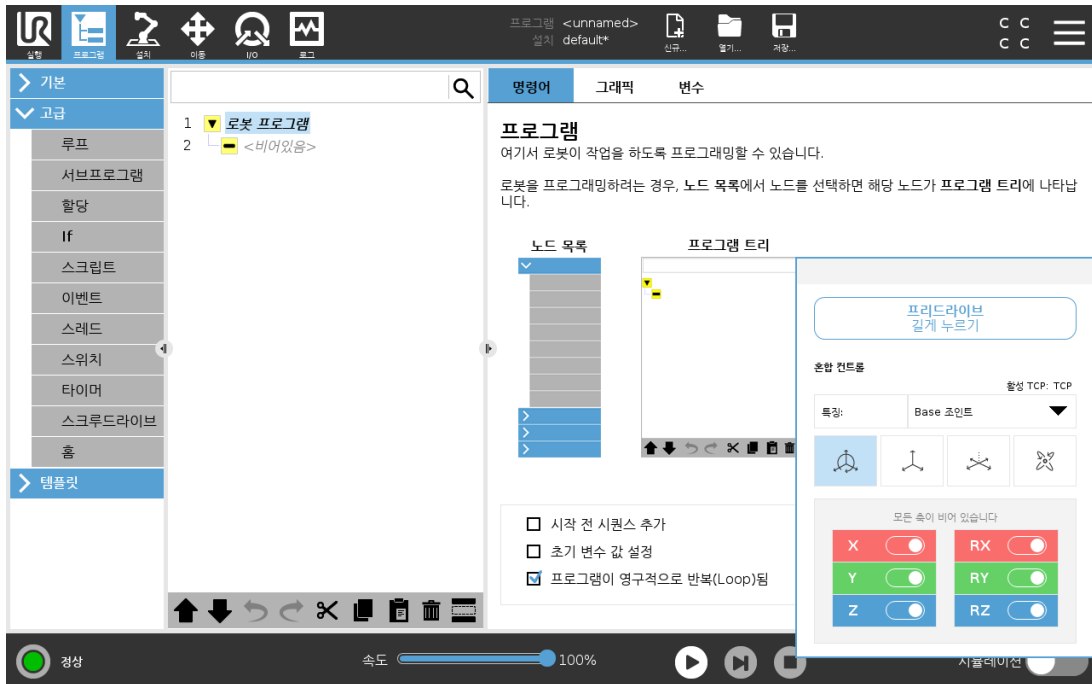 실행
프로그램
설치
이동
I/O
로그
프로그램 <unnamed>
설치 default*
신규...
열기...
저장...
C C
C C
기본
고급
루프
서브프로그램
할당
If
스크립트
이벤트
스레드
스위치
타이머
스크루드라이브
홈
템플릿
1 로봇 프로그램
2 <비어있음>
명령어 그래픽 변수
프로그램
여기서 로봇이 작업을 하도록 프로그래밍할 수 있습니다.
로봇을 프로그래밍하려는 경우, 노드 목록에서 노드를 선택하면 해당 노드가 프로그램 트리에 나타납
니다.
노드 목록 프로그램 트리
시작 전 시퀀스 추가
초기 변수 값 설정
프로그램이 영구적으로 반복(Loop)됨
프리드라이브
길게 누르기
혼합 컨트롤
활성 TCP: TCP
특징: Base 조인트
모든 축이 비어 있습니다
X RX
Y RY
Z RZ
정상
속도 100%
시뮬레이션